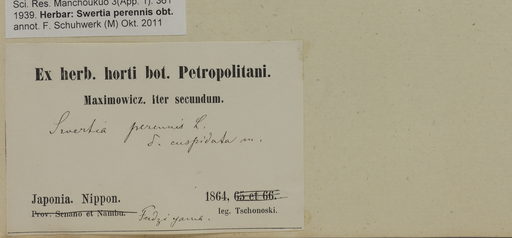 Sci. Res. Manchoukuo 3(App. 1): 361
1939. Herbar: Swertia perennis obt.
annot. F. Schuhwerk (M) Okt. 2011
Ex herb. horti bot. Petropolitani.
Maximowicz. iter secundum.
Swertia perennis L.
δ. cuspidata m.
Japonia. Nippon.
1864, 65 et 66.
Prov. Senano et Nambu. Fudzi yama.
leg. Tschonoski.